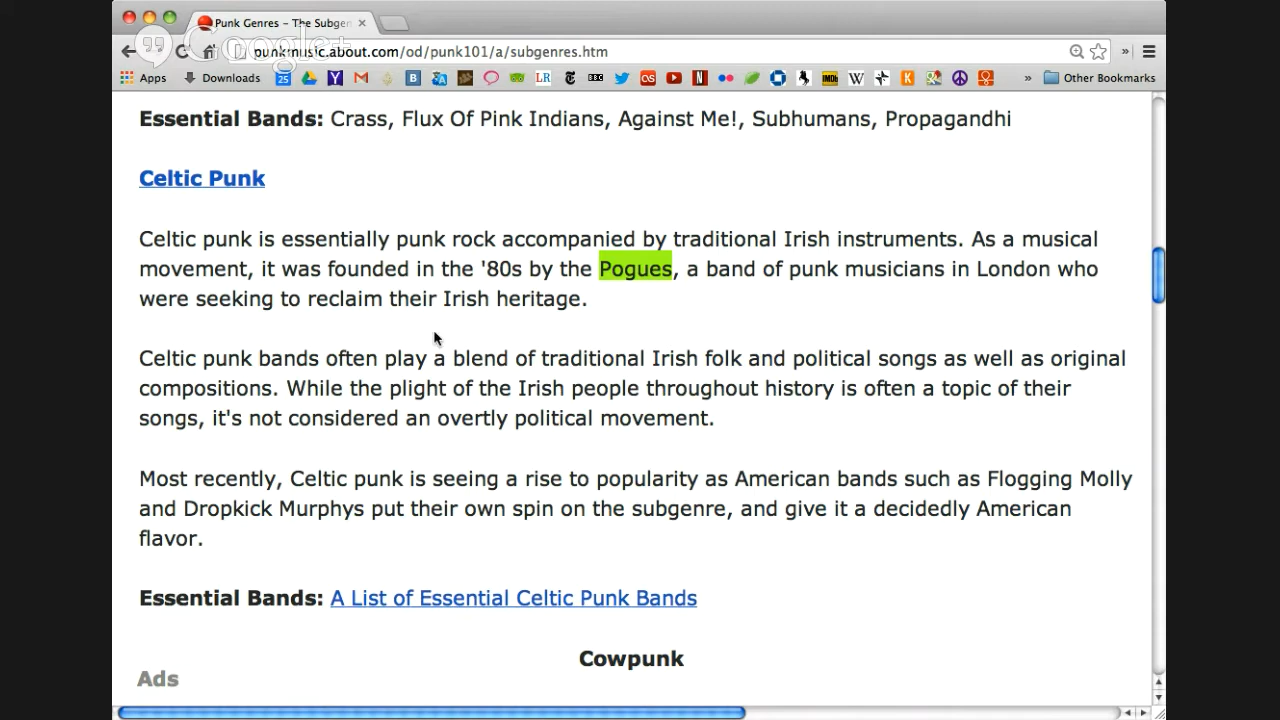 Punk Genres – The Subgen
Google+
punkmusic.about.com/od/punk101/a/subgenres.htm
Apps Downloads 25 Y M B LR BBC IMDb W K Other Bookmarks
Essential Bands: Crass, Flux Of Pink Indians, Against Me!, Subhumans, Propagandhi
Celtic Punk
Celtic punk is essentially punk rock accompanied by traditional Irish instruments. As a musical
movement, it was founded in the '80s by the Pogues, a band of punk musicians in London who
were seeking to reclaim their Irish heritage.
Celtic punk bands often play a blend of traditional Irish folk and political songs as well as original
compositions. While the plight of the Irish people throughout history is often a topic of their
songs, it's not considered an overtly political movement.
Most recently, Celtic punk is seeing a rise to popularity as American bands such as Flogging Molly
and Dropkick Murphys put their own spin on the subgenre, and give it a decidedly American
flavor.
Essential Bands: A List of Essential Celtic Punk Bands
Cowpunk
Ads